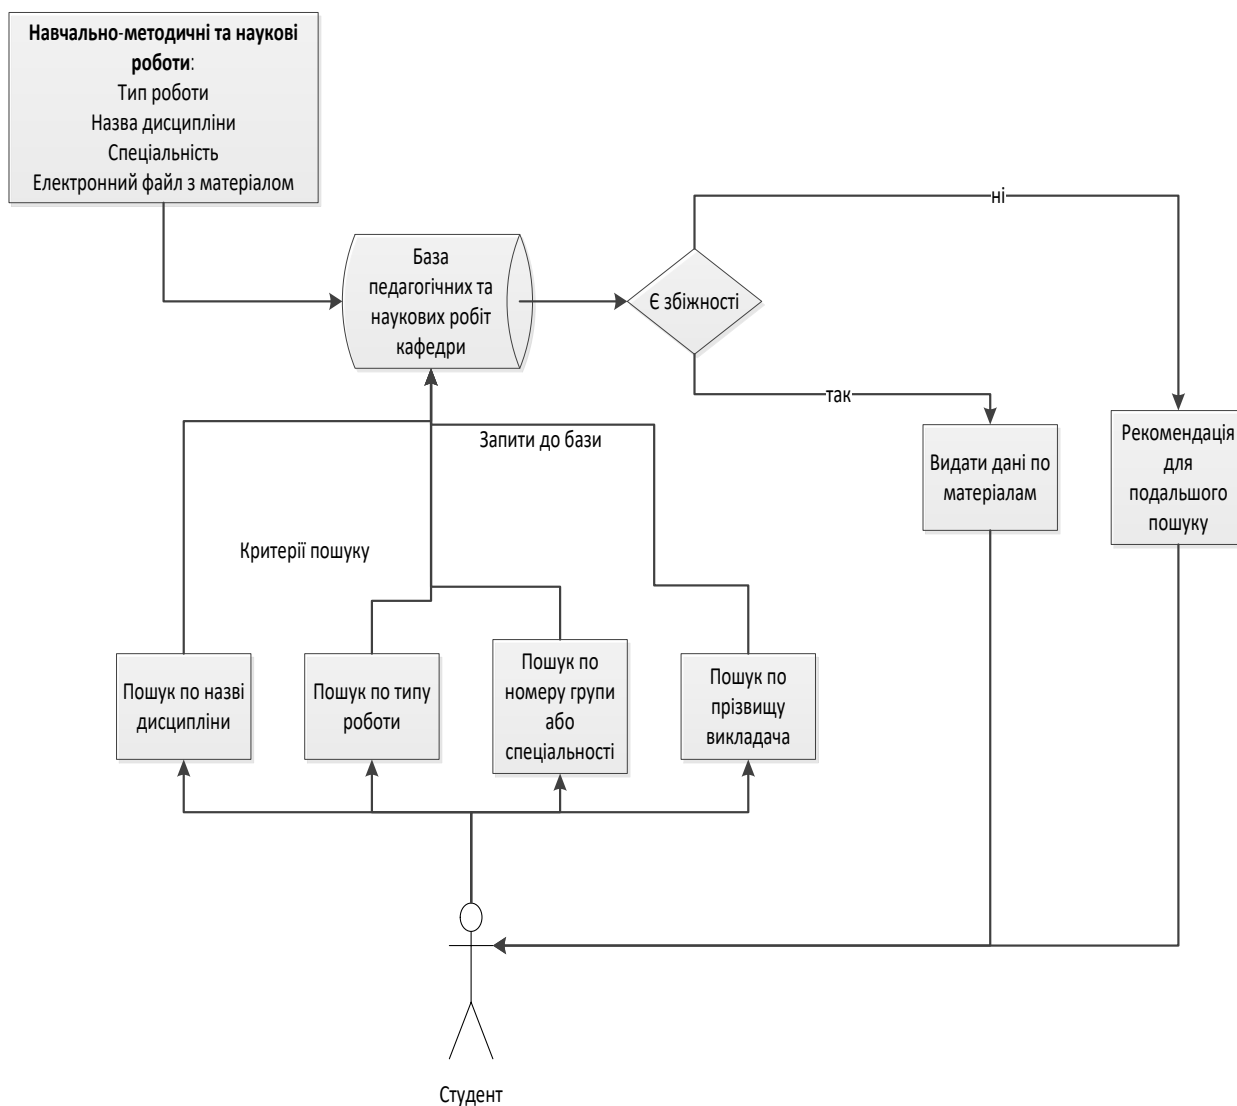 Навчально-методичні та наукові
роботи:
Тип роботи
Назва дисципліни
Спеціальність
Електронний файл з матеріалом
ні
База
педагогічних та
наукових робіт
кафедри
Є збіжності
так
Запити до бази
Видати дані по
матеріалам
Рекомендація
для
подальшого
пошуку
Критерії пошуку
Пошук по назві
дисципліни
Пошук по типу
роботи
Пошук по
номеру групи
або
спеціальності
Пошук по
прізвищу
викладача
Студент